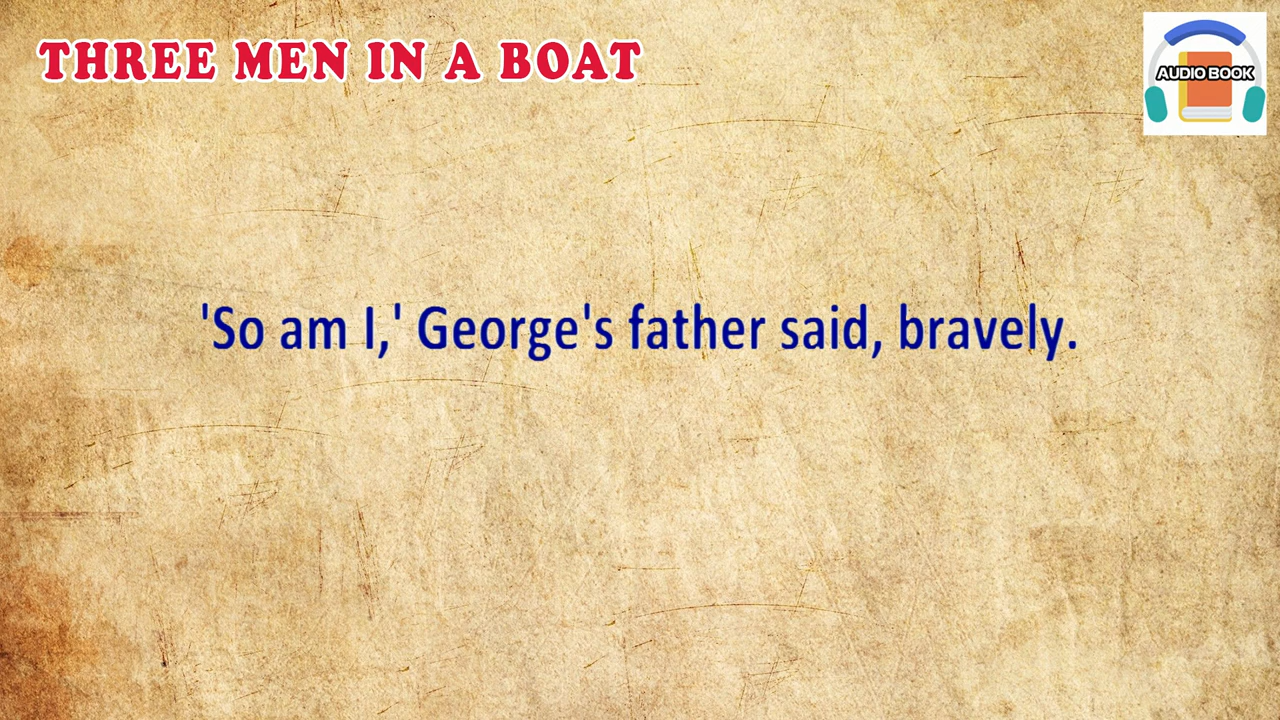 THREE MEN IN A BOAT
AUDIO BOOK
'So am I,' George's father said, bravely.